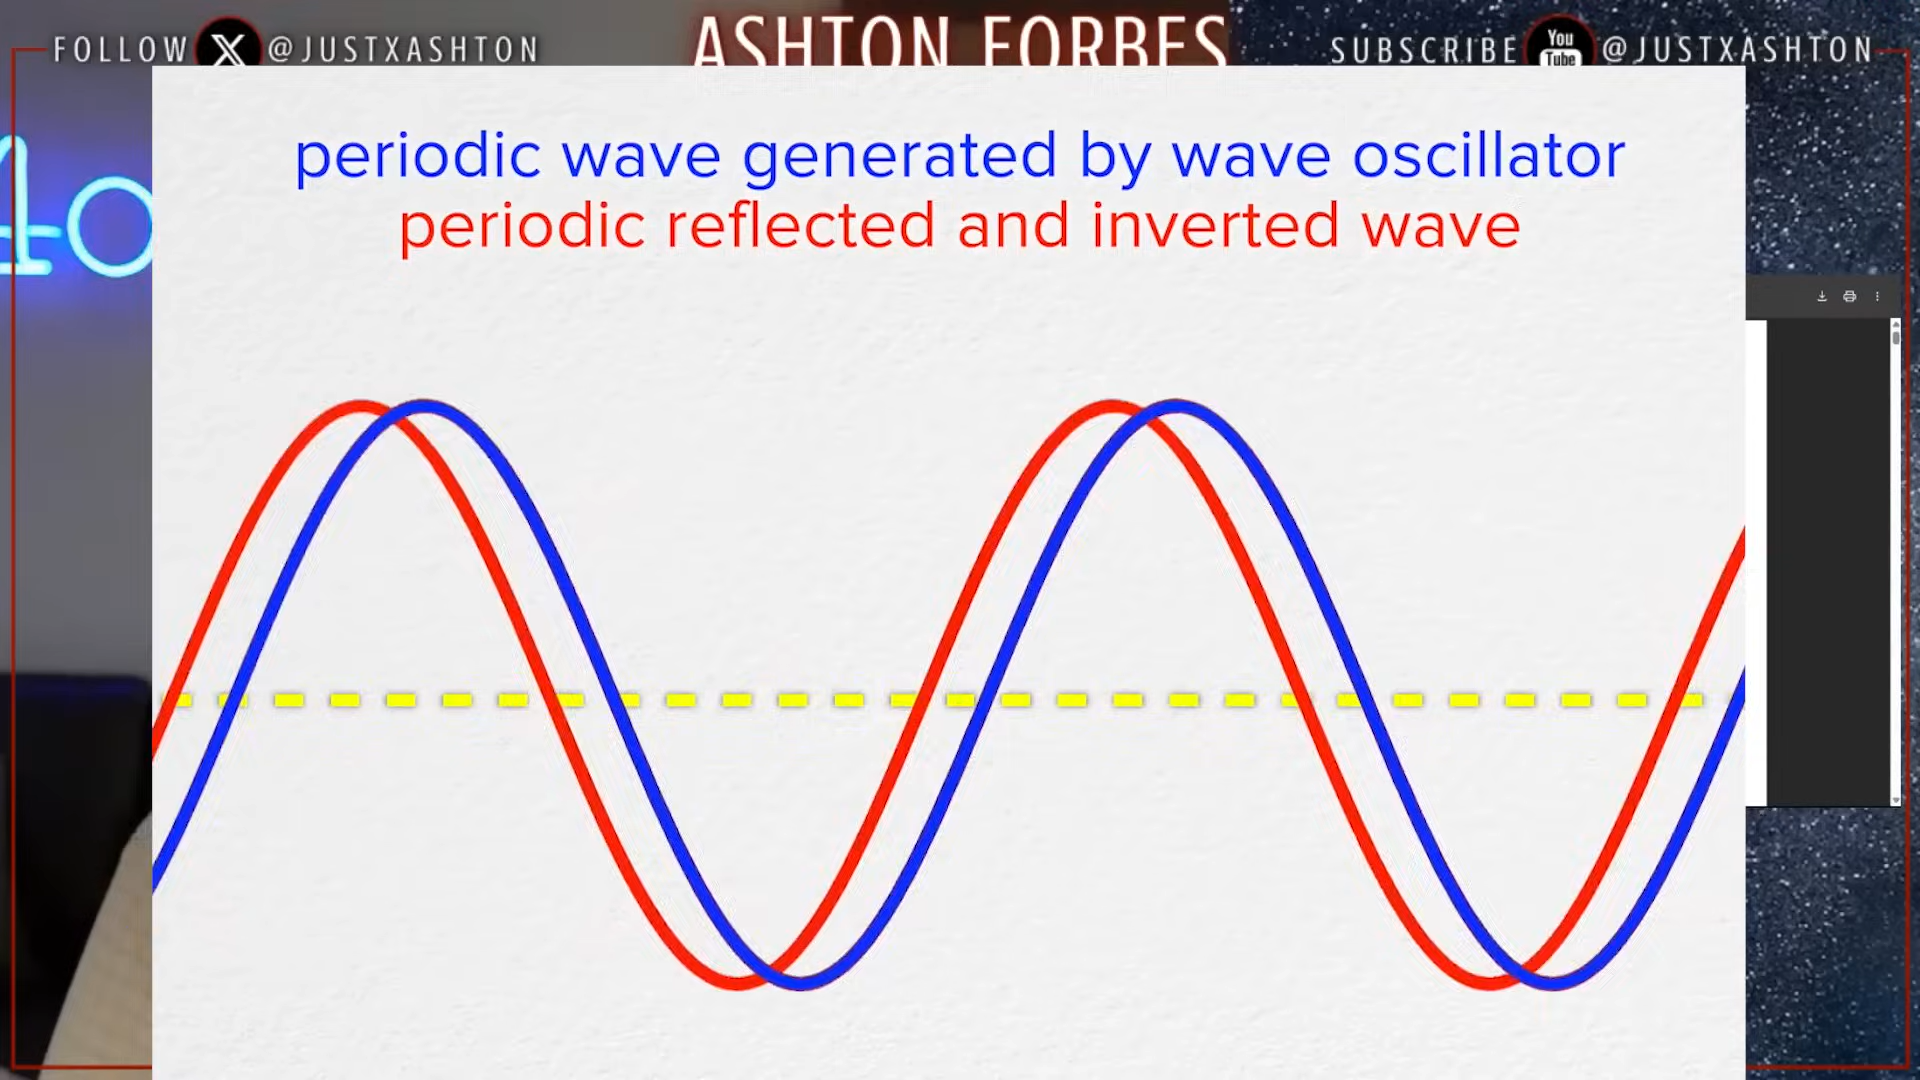 FOLLOW X @JUSTXASHTON
ASHTON FORBES
SUBSCRIBE You Tube @JUSTXASHTON
periodic wave generated by wave oscillator
periodic reflected and inverted wave